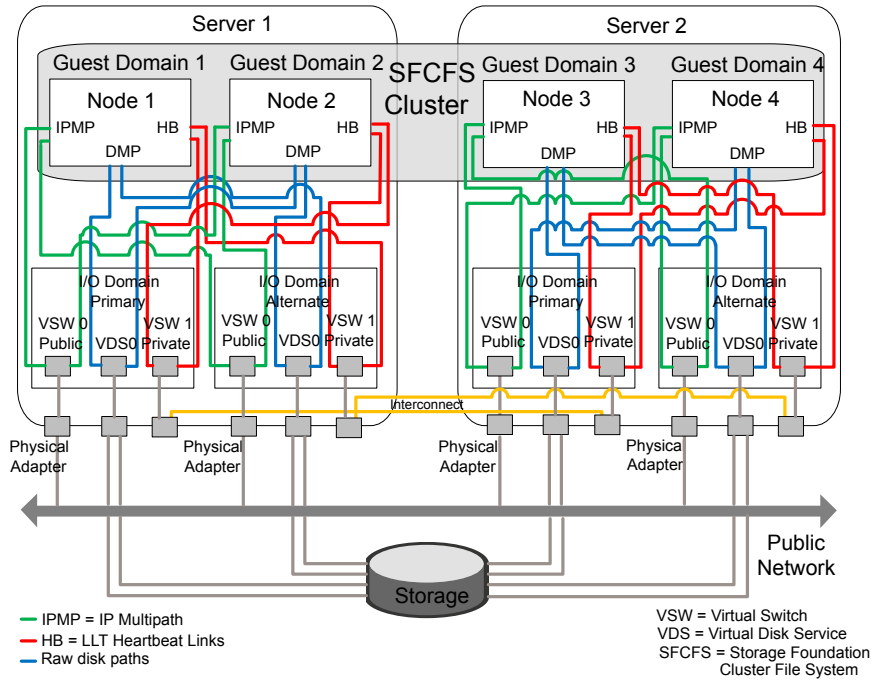 Server 1
Server 2
Guest Domain 1
Guest Domain 2
SFCFS
Cluster
Guest Domain 3
Guest Domain 4
Node 1
Node 2
Node 3
Node 4
IPMP
HB
DMP
IPMP
HB
DMP
IPMP
HB
DMP
IPMP
HB
DMP
I/O Domain
Primary
VSW 0
Public
VDS0
VSW 1
Private
I/O Domain
Alternate
VSW 0
Public
VDS0
VSW 1
Private
I/O Domain
Primary
VSW 0
Public
VDS0
VSW 1
Private
I/O Domain
Alternate
VSW 0
Public
VDS0
VSW 1
Private
Interconnect
Physical
Adapter
Physical
Adapter
Physical
Adapter
Physica
Adapter
Public
Network
Storage
IPMP = IP Multipath
HB = LLT Heartbeat Links
Raw disk paths
VSW = Virtual Switch
VDS = Virtual Disk Service
SFCFS = Storage Foundation
Cluster File System